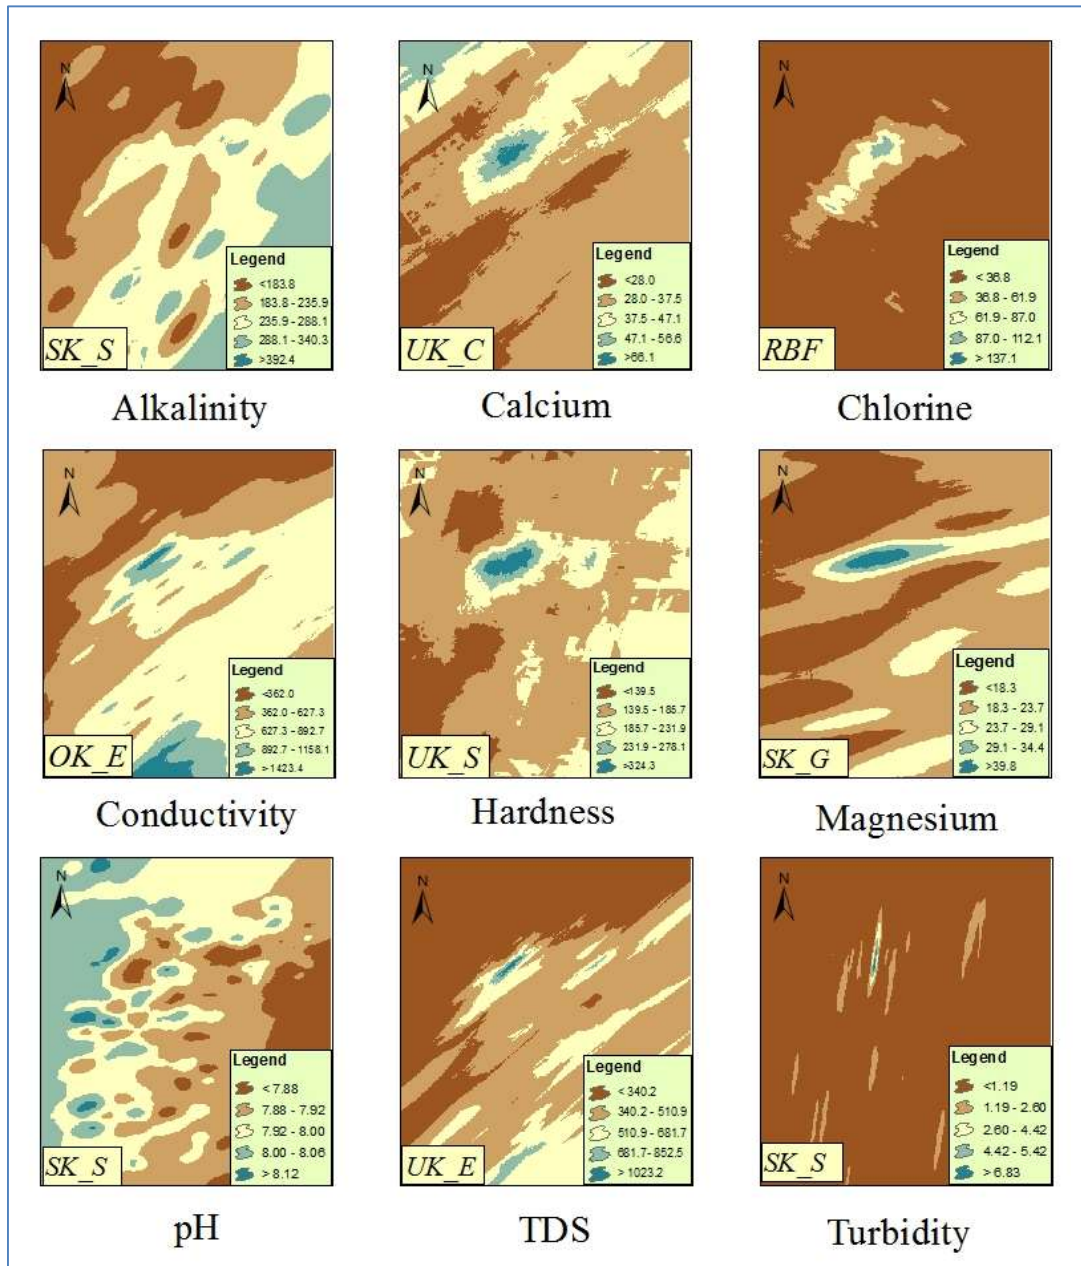 N
Legend
<183.8
183.8 - 235.9
235.9 - 288.1
288.1 - 340.3
>392.4
SK_S
Alkalinity
N
Legend
<28.0
28.0 - 37.5
37.5 - 47.1
47.1 - 56.6
>66.1
UK_C
Calcium
N
Legend
< 36.8
36.8 - 61.9
61.9 - 87.0
87.0 - 112.1
> 137.1
RBF
Chlorine
N
Legend
<362.0
362.0 - 627.3
627.3 - 892.7
892.7 - 1158.1
> 1423.4
OK_E
Conductivity
N
Legend
<139.5
139.5 - 185.7
185.7 - 231.9
231.9 - 278.1
>324.3
UK_S
Hardness
N
Legend
<18.3
18.3 - 23.7
23.7 - 29.1
29.1 - 34.4
>39.8
SK_G
Magnesium
N
Legend
< 7.88
7.88 - 7.92
7.92 - 8.00
8.00 - 8.06
> 8.12
SK_S
pH
N
Legend
< 340.2
340.2 - 510.9
510.9 - 681.7
681.7 - 852.5
> 1023.2
UK_E
TDS
N
Legend
<1.19
1.19 - 2.60
2.60 - 4.42
4.42 - 5.42
> 6.83
SK_S
Turbidity